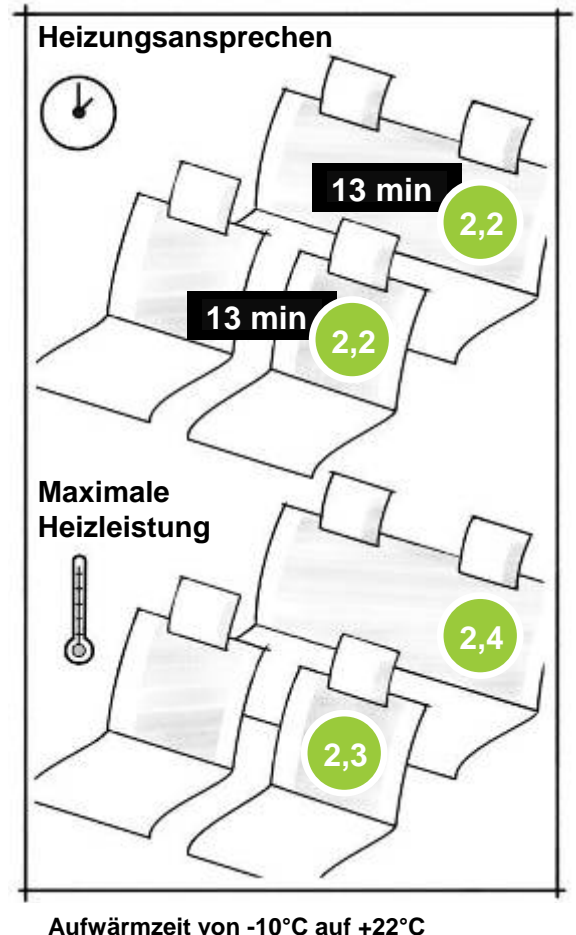 Heizungsansprechen
13 min
2,2
13 min
2,2
Maximale
Heizleistung
2,4
2,3
Aufwärmzeit von -10°C auf +22°C